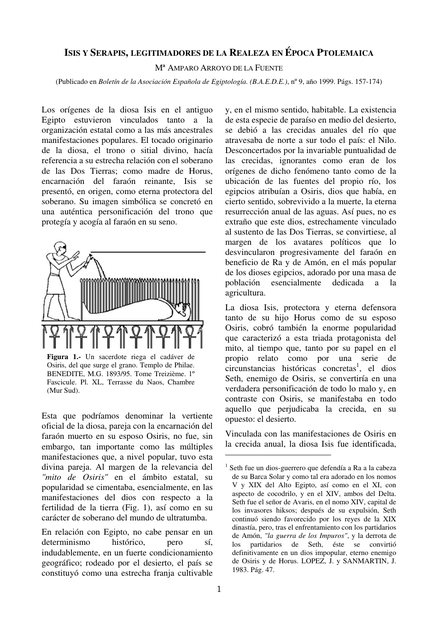 ISIS Y SERAPIS, LEGITIMADORES DE LA REALEZA EN ÉPOCA PTOLEMAICA
Mª AMPARO ARROYO DE LA FUENTE
(Publicado en Boletín de la Asociación Española de Egiptología. (B.A.E.D.E.), nº 9, año 1999. Págs. 157-174)
Los orígenes de la diosa Isis en el antiguo
Egipto estuvieron vinculados tanto a la
organización estatal como a las más ancestrales
manifestaciones populares. El tocado originario
de la diosa, el trono o sitial divino, hacía
referencia a su estrecha relación con el soberano
de las Dos Tierras; como madre de Horus,
encarnación del faraón reinante, Isis se
presentó, en origen, como eterna protectora del
soberano. Su imagen simbólica se concretó en
una auténtica personificación del trono que
protegía y acogía al faraón en su seno.
Figura 1.- Un sacerdote riega el cadáver de
Osiris, del que surge el grano. Templo de Philae.
BENEDITE, M.G. 1893/95. Tome Treizième. 1º
Fascicule. Pl. XL. Terrasse du Naos, Chambre
(Mur Sud).
Esta que podríamos denominar la vertiente
oficial de la diosa, pareja con la encarnación del
faraón muerto en su esposo Osiris, no fue, sin
embargo, tan importante como las múltiples
manifestaciones que, a nivel popular, tuvo esta
divina pareja. Al margen de la relevancia del
"mito de Osiris" en el ámbito estatal, su
popularidad se cimentaba, esencialmente, en las
manifestaciones del dios con respecto a la
fertilidad de la tierra (Fig. 1), así como en su
carácter de soberano del mundo de ultratumba.
En relación con Egipto, no cabe pensar en un
determinismo histórico, pero sí,
indudablemente, en un fuerte condicionamiento
geográfico; rodeado por el desierto, el país se
constituyó como una estrecha franja cultivable
y, en el mismo sentido, habitable. La existencia
de esta especie de paraíso en medio del desierto,
se debió a las crecidas anuales del río que
atravesaba de norte a sur todo el país: el Nilo.
Desconcertados por la invariable puntualidad de
las crecidas, ignorantes como eran de los
orígenes de dicho fenómeno tanto como de la
ubicación de las fuentes del propio río, los
egipcios atribuían a Osiris, dios que había, en
cierto sentido, sobrevivido a la muerte, la eterna
resurrección anual de las aguas. Así pues, no es
extraño que este dios, estrechamente vinculado
al sustento de las Dos Tierras, se convirtiese, al
margen de los avatares políticos que lo
desvincularon progresivamente del faraón en
beneficio de Ra y de Amón, en el más popular
de los dioses egipcios, adorado por una masa de
población esencialmente dedicada a la
agricultura.
La diosa Isis, protectora y eterna defensora
tanto de su hijo Horus como de su esposo
Osiris, cobró también la enorme popularidad
que caracterizó a esta triada protagonista del
mito, al tiempo que, tanto por su papel en el
propio relato como por una serie de
circunstancias históricas concretas1, el dios
Seth, enemigo de Osiris, se convertiría en una
verdadera personificación de todo lo malo y, en
contraste con Osiris, se manifestaba en todo
aquello que perjudicaba la crecida, en su
opuesto: el desierto.
Vinculada con las manifestaciones de Osiris en
la crecida anual, la diosa Isis fue identificada,
1 Seth fue un dios-guerrero que defendía a Ra a la cabeza
de su Barca Solar y como tal era adorado en los nomos
V y XIX del Alto Egipto, así como en el XI, con
aspecto de cocodrilo, y en el XIV, ambos del Delta.
Seth fue el señor de Avaris, en el nomo XIV, capital de
los invasores hiksos; después de su expulsión, Seth
continuó siendo favorecido por los reyes de la XIX
dinastía, pero, tras el enfrentamiento con los partidarios
de Amón, "la guerra de los Impuros", y la derrota de
los partidarios de Seth, éste se convirtió
definitivamente en un dios impopular, eterno enemigo
de Osiris y de Horus. LOPEZ, J. y SANMARTIN, J.
1983. Pág. 47.
1